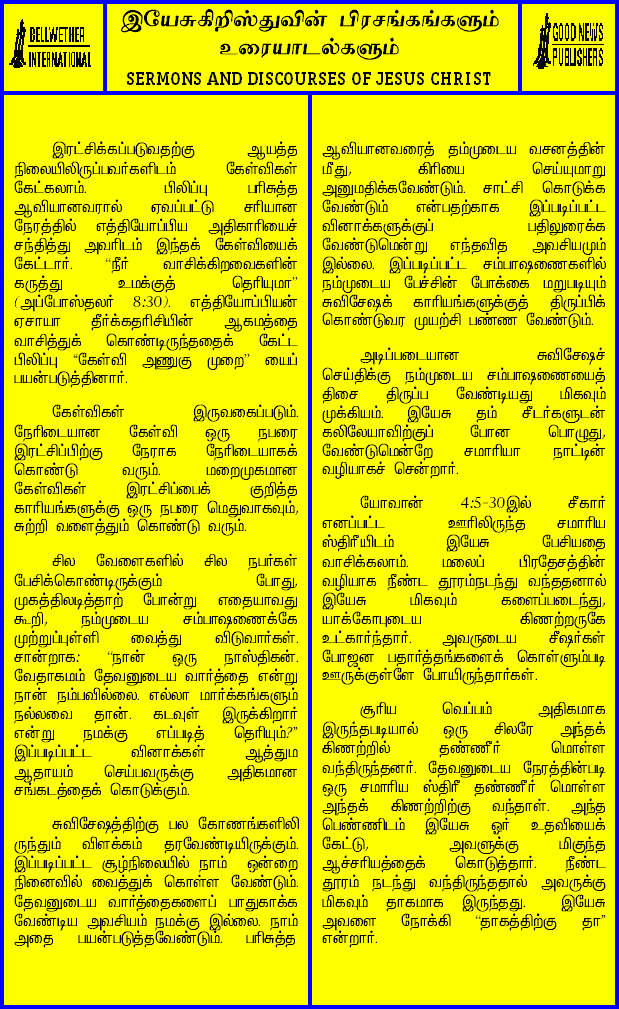 BELLWETHER
INTERNATIONAL
இயேசுகிறிஸ்துவின் பிரசங்கங்களும்
உரையாடல்களும்
SERMONS AND DISCOURSES OF JESUS CHRIST
GOOD NEWS
PUBLISHERS
இரட்சிக்கப்படுவதற்கு ஆயத்த
நிலையிலிருப்பவர்களிடம் கேள்விகள்
கேட்கலாம். பிலிப்பு பரிசுத்த
ஆவியானவரால் ஏவப்பட்டு சரியான
நேரத்தில் எத்தியோப்பிய அதிகாரியைச்
சந்தித்து அவரிடம் இந்தக் கேள்வியைக்
கேட்டார். “நீர் வாசிக்கிறவைகளின்
கருத்து உமக்குத் தெரியுமா”
(அப்போஸ்தலர் 8:30). எத்தியோப்பியன்
ஏசாயா தீர்க்கதரிசியின் ஆகமத்தை
வாசித்துக் கொண்டிருந்ததைக் கேட்ட
பிலிப்பு “கேள்வி அணுகு முறை” யைப்
பயன்படுத்தினார்.
கேள்விகள் இருவகைப்படும்.
நேரிடையான கேள்வி ஒரு நபரை
இரட்சிப்பிற்கு நேராக நேரிடையாகக்
கொண்டு வரும். மறைமுகமான
கேள்விகள் இரட்சிப்பைக் குறித்த
காரியங்களுக்கு ஒரு நபரை மெதுவாகவும்,
சுற்றி வளைத்தும் கொண்டு வரும்.
சில வேளைகளில் சில நபர்கள்
பேசிக்கொண்டிருக்கும் போது,
முகத்திலடித்தாற் போன்று எதையாவது
கூறி, நம்முடைய சம்பாஷணைக்கே
முற்றுப்புள்ளி வைத்து விடுவார்கள்.
சான்றாக: “நான் ஒரு நாஸ்திகன்.
வேதாகமம் தேவனுடைய வார்த்தை என்று
நான் நம்பவில்லை. எல்லா மார்க்கங்களும்
நல்லவை தான். கடவுள் இருக்கிறார்
என்று நமக்கு எப்படித் தெரியும்?”
இப்படிப்பட்ட வினாக்கள் ஆத்தும
ஆதாயம் செய்பவருக்கு அதிகமான
சங்கடத்தைக் கொடுக்கும்.
சுவிசேஷத்திற்கு பல கோணங்களிலி
ருந்தும் விளக்கம் தரவேண்டியிருக்கும்.
இப்படிப்பட்ட சூழ்நிலையில் நாம் ஒன்றை
நினைவில் வைத்துக் கொள்ள வேண்டும்.
தேவனுடைய வார்த்தைகளைப் பாதுகாக்க
வேண்டிய அவசியம் நமக்கு இல்லை. நாம்
அதை பயன்படுத்தவேண்டும். பரிசுத்த
ஆவியானவரைத் தம்முடைய வசனத்தின்
மீது, கிரியை செய்யுமாறு
அனுமதிக்கவேண்டும். சாட்சி கொடுக்க
வேண்டும் என்பதற்காக இப்படிப்பட்ட
வினாக்களுக்குப் பதிலுரைக்க
வேண்டுமென்று எந்தவித அவசியமும்
இல்லை. இப்படிப்பட்ட சம்பாஷணைகளில்
நம்முடைய பேச்சின் போக்கை மறுபடியும்
சுவிசேஷக் காரியங்களுக்குத் திருப்பிக்
கொண்டுவர முயற்சி பண்ண வேண்டும்.
அடிப்படையான சுவிசேஷச்
செய்திக்கு நம்முடைய சம்பாஷணையைத்
திசை திருப்ப வேண்டியது மிகவும்
முக்கியம். இயேசு தம் சீடர்களுடன்
கலிலேயாவிற்குப் போன பொழுது,
வேண்டுமென்றே சமாரியா நாட்டின்
வழியாகச் சென்றார்.
யோவான் 4:5-30இல் சீகார்
எனப்பட்ட ஊரிலிருந்த சமாரிய
ஸ்திரீயிடம் இயேசு பேசியதை
வாசிக்கலாம். மலைப் பிரதேசத்தின்
வழியாக நீண்ட தூரம்நடந்து வந்ததனால்
இயேசு மிகவும் களைப்படைந்து,
யாக்கோபுடைய கிணற்றருகே
உட்கார்ந்தார். அவருடைய சீஷர்கள்
போஜன பதார்த்தங்களைக் கொள்ளும்படி
ஊருக்குள்ளே போயிருந்தார்கள்.
சூரிய வெப்பம் அதிகமாக
இருந்தபடியால் ஒரு சிலரே அந்தக்
கிணற்றில் தண்ணீர் மொள்ள
வந்திருந்தனர். தேவனுடைய நேரத்தின்படி
ஒரு சமாரிய ஸ்திரீ தண்ணீர் மொள்ள
அந்தக் கிணற்றிற்கு வந்தாள். அந்த
பெண்ணிடம் இயேசு ஓர் உதவியைக்
கேட்டு, அவளுக்கு மிகுந்த
ஆச்சரியத்தைக் கொடுத்தார். நீண்ட
தூரம் நடந்து வந்திருந்ததால் அவருக்கு
மிகவும் தாகமாக இருந்தது. இயேசு
அவளை நோக்கி “தாகத்திற்கு தா”
என்றார்.